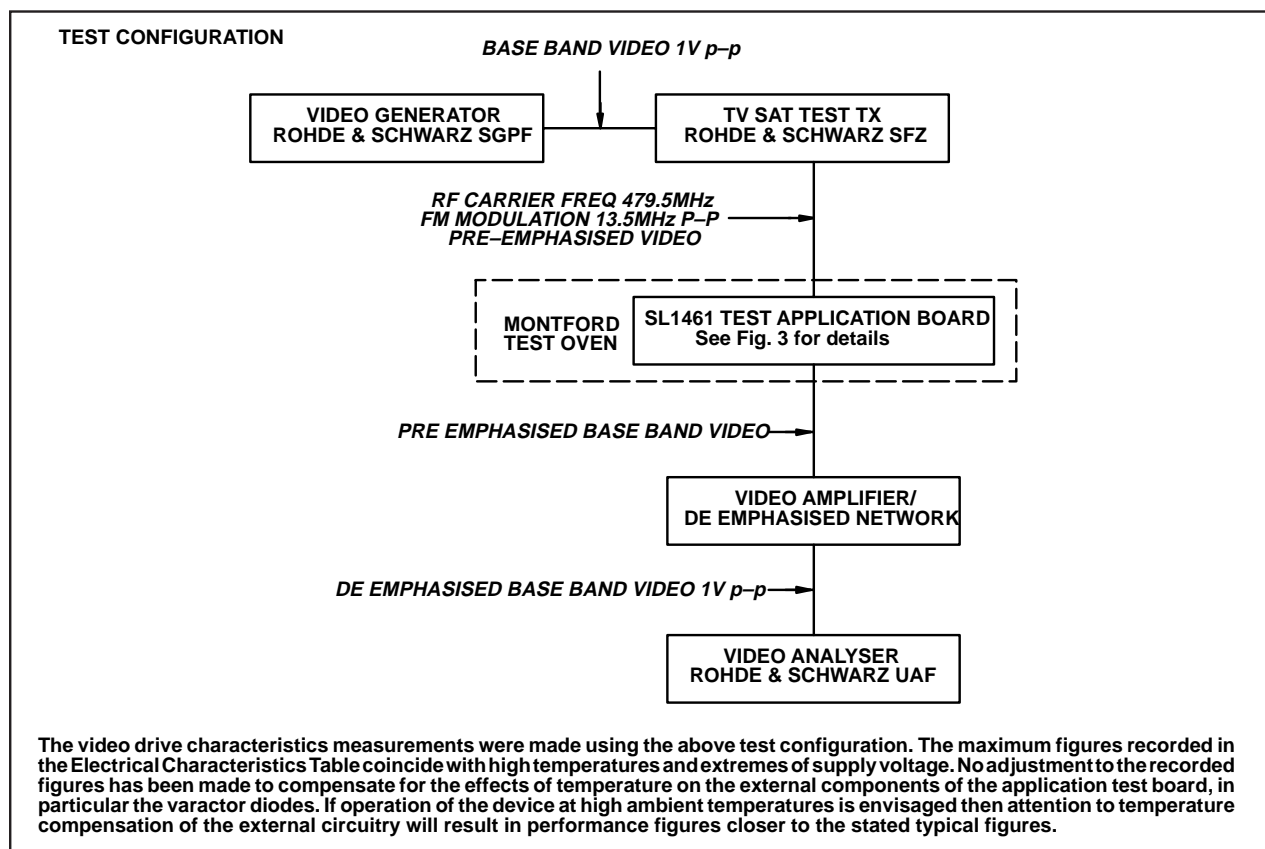 TEST CONFIGURATION
BASE BAND VIDEO 1V p–p
VIDEO GENERATOR
ROHDE & SCHWARZ SGPF
TV SAT TEST TX
ROHDE & SCHWARZ SFZ
RF CARRIER FREQ 479.5MHz
FM MODULATION 13.5MHz P–P
PRE–EMPHASISED VIDEO
MONTFORD
TEST OVEN
SL1461 TEST APPLICATION BOARD
See Fig. 3 for details
PRE EMPHASISED BASE BAND VIDEO
VIDEO AMPLIFIER/
DE EMPHASISED NETWORK
DE EMPHASISED BASE BAND VIDEO 1V p–p
VIDEO ANALYSER
ROHDE & SCHWARZ UAF
The video drive characteristics measurements were made using the above test configuration. The maximum figures recorded in
the Electrical Characteristics Table coincide with high temperatures and extremes of supply voltage. No adjustment to the recorded
figures has been made to compensate for the effects of temperature on the external components of the application test board, in
particular the varactor diodes. If operation of the device at high ambient temperatures is envisaged then attention to temperature
compensation of the external circuitry will result in performance figures closer to the stated typical figures.